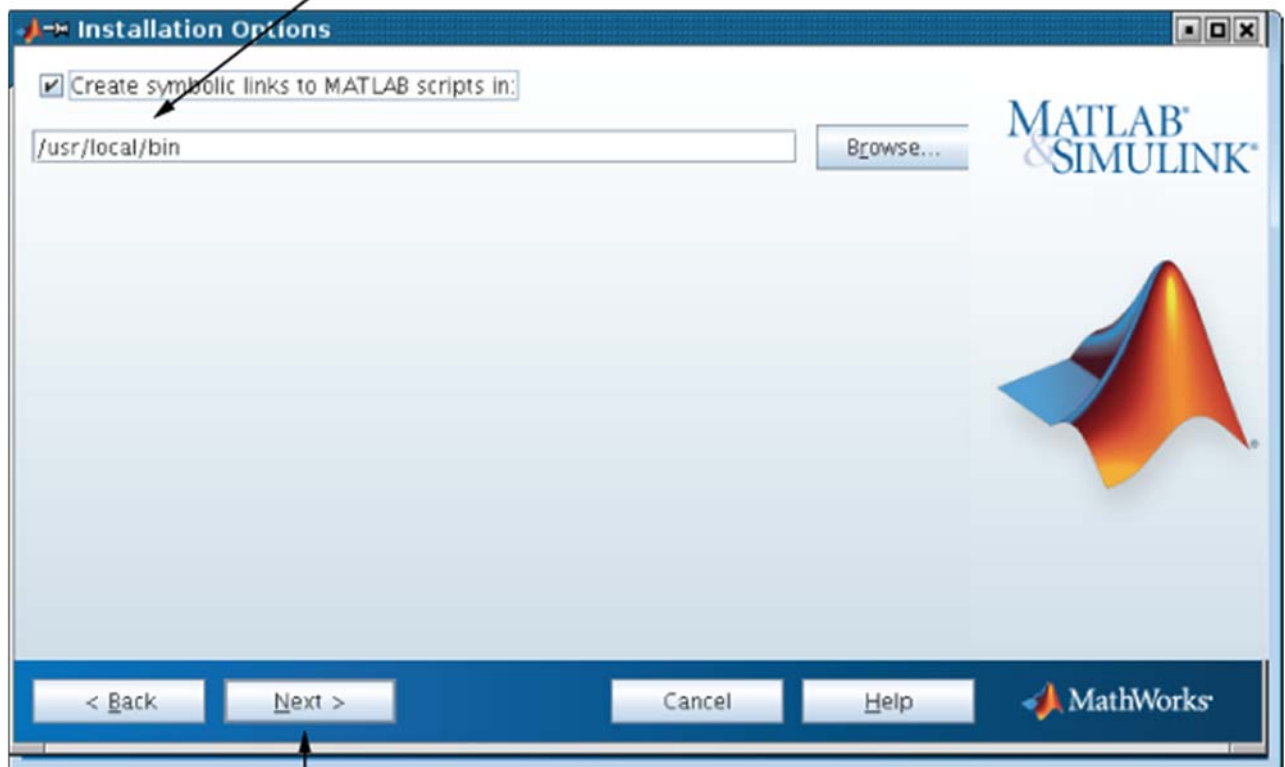 Installation Options
Create symbolic links to MATLAB scripts in:
/usr/local/bin
Browse...
MATLAB®
&SIMULINK®
< Back
Next >
Cancel
Help
MathWorks®